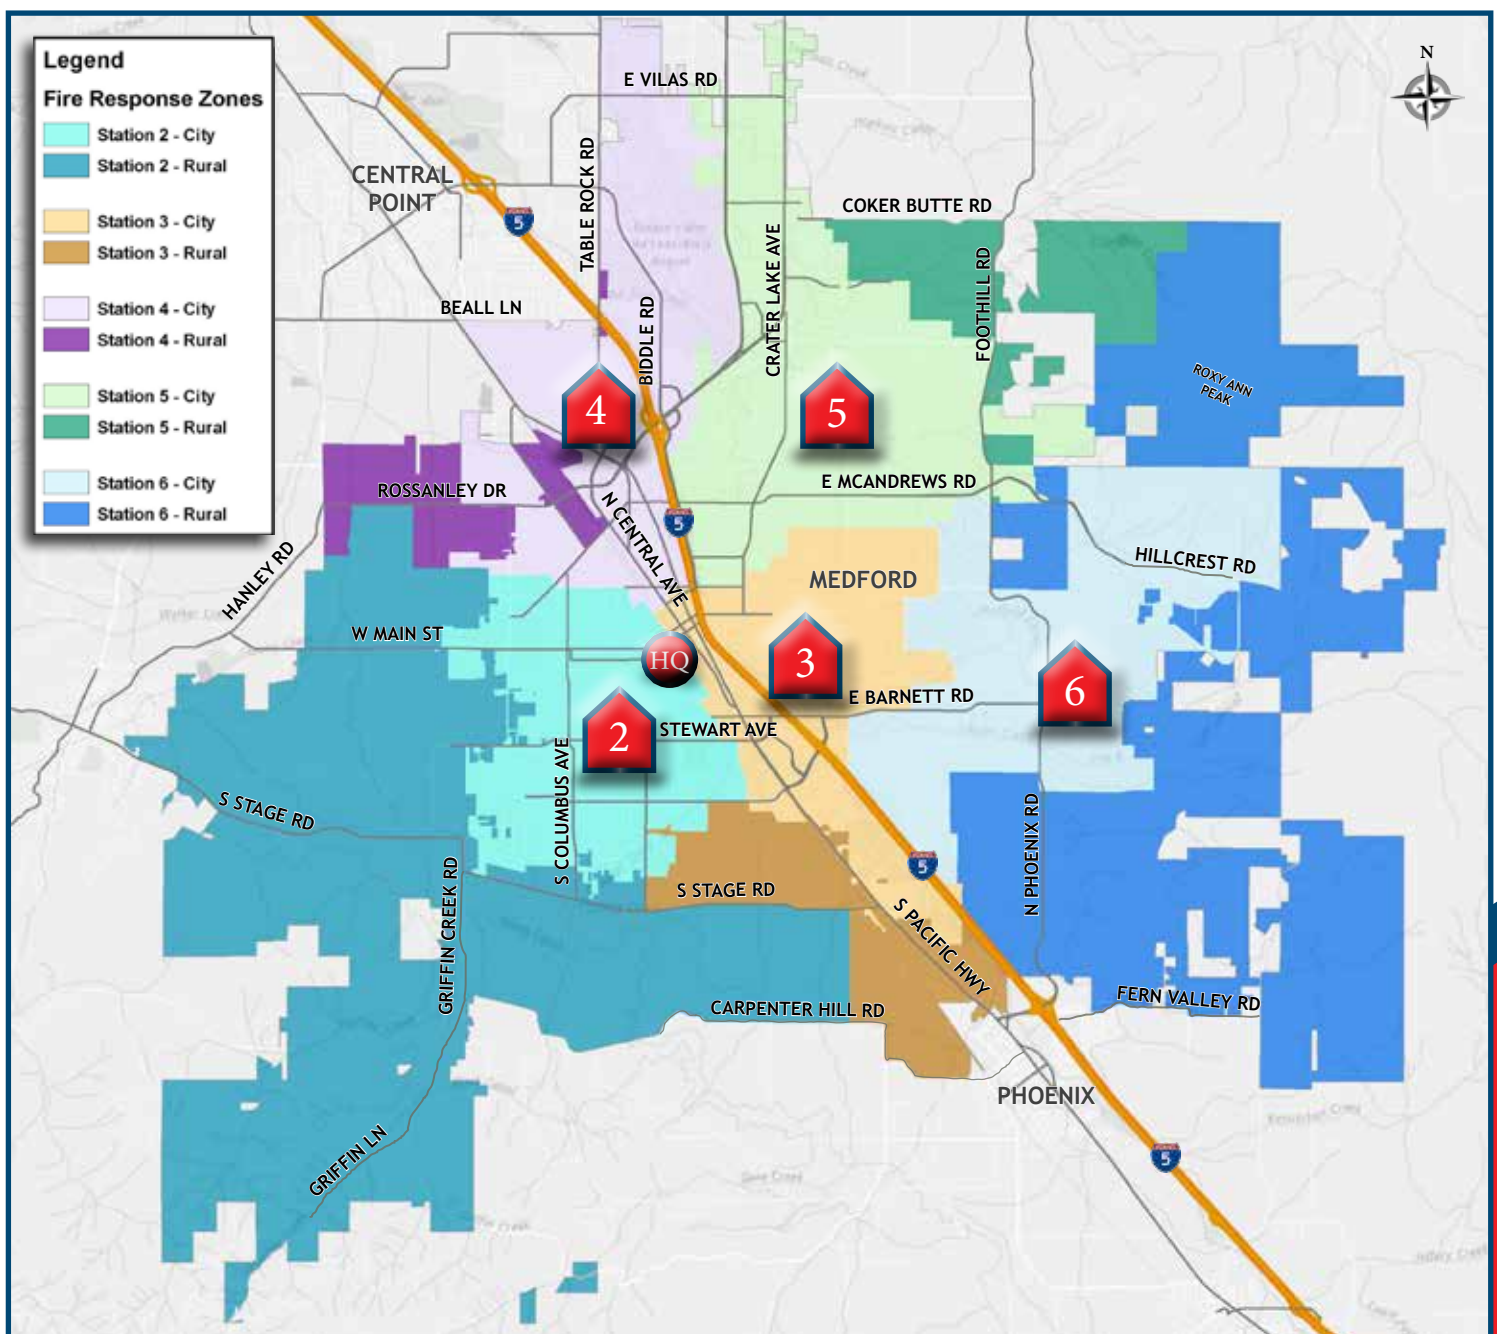 Legend
Fire Response Zones
Station 2 - City
Station 2 - Rural
Station 3 - City
Station 3 - Rural
Station 4 - City
Station 4 - Rural
Station 5 - City
Station 5 - Rural
Station 6 - City
Station 6 - Rural
N
E VILAS RD
CENTRAL
POINT
TABLE ROCK RD
5
COKER BUTTE RD
CRATER LAKE AVE
FOOTHILL RD
BEALL LN
BIDDLE RD
ROXY ANN
PEAK
4
5
E MCANDREWS RD
ROSSANLEY DR
N CENTRAL AVE
5
HILLCREST RD
HANLEY RD
MEDFORD
W MAIN ST
HQ
3
6
E BARNETT RD
2
STEWART AVE
S COLUMBUS AVE
S STAGE RD
N PHOENIX RD
GRIFFIN CREEK RD
5
S STAGE RD
S PACIFIC HWY
FERN VALLEY RD
CARPENTER HILL RD
PHOENIX
GRIFFIN LN
5